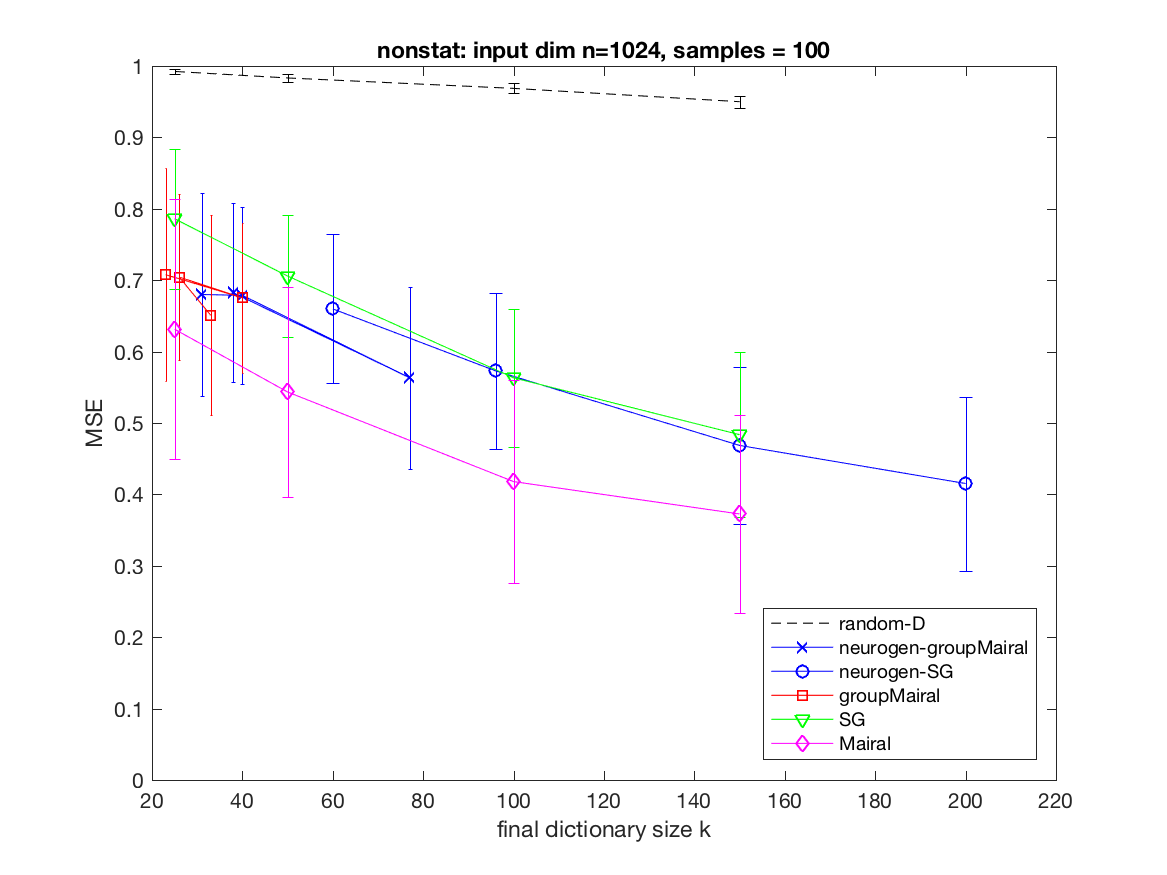 nonstat: input dim n=1024, samples = 100
1
0.9
0.8
0.7
0.6
0.5
0.4
0.3
0.2
0.1
0
MSE
20 40 60 80 100 120 140 160 180 200 220
final dictionary size k
random-D
neurogen-groupMairal
neurogen-SG
groupMairal
SG
Mairal